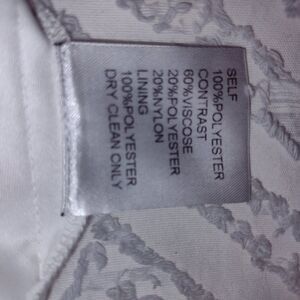 SELF
100%POLYESTER
CONTRAST
60%VISCOSE
20%POLYESTER
20%NYLON
LINING
100%POLYESTER
DRY CLEAN ONLY